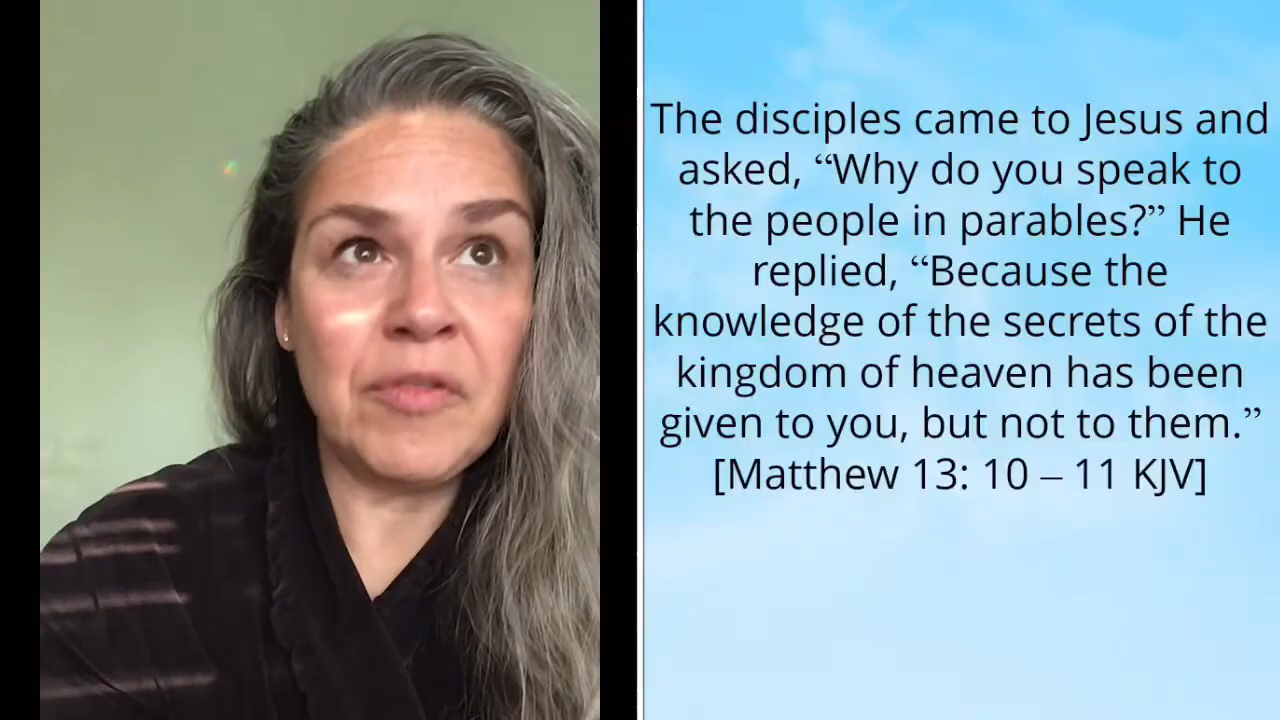 The disciples came to Jesus and
asked, “Why do you speak to
the people in parables?” He
replied, “Because the
knowledge of the secrets of the
kingdom of heaven has been
given to you, but not to them.”
[Matthew 13: 10 – 11 KJV]